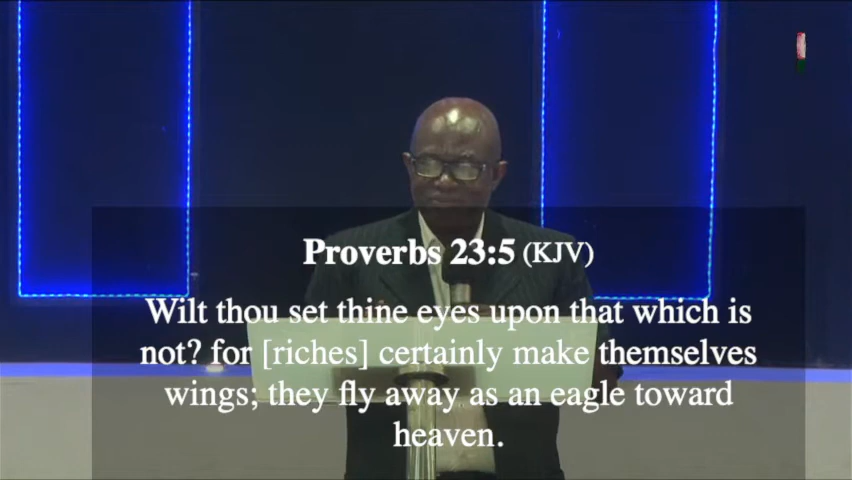 Proverbs 23:5 (KJV)
Wilt thou set thine eyes upon that which is
not? for [riches] certainly make themselves
wings; they fly away as an eagle toward
heaven.